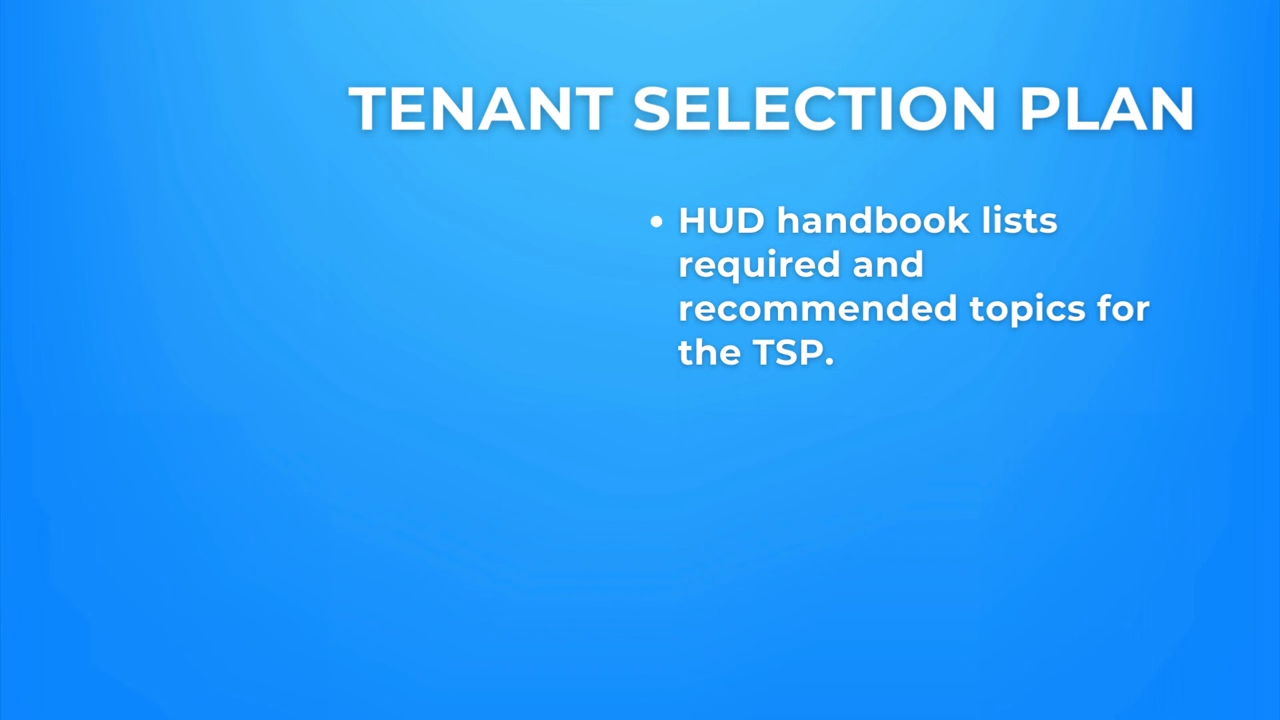 TENANT SELECTION PLAN
• HUD handbook lists
required and
recommended topics for
the TSP.